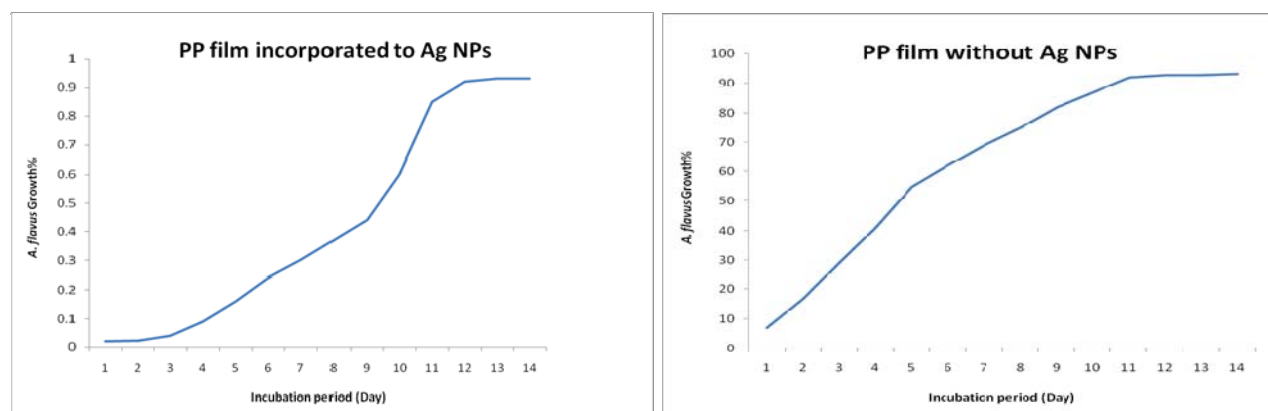 PP film incorporated to Ag NPs
1
0.9
0.8
0.7
0.6
0.5
0.4
0.3
0.2
0.1
0
A. flavus Growth%
1 2 3 4 5 6 7 8 9 10 11 12 13 14
Incubation period (Day)
PP film without Ag NPs
100
90
80
70
60
50
40
30
20
10
0
A. flavus Growth%
1 2 3 4 5 6 7 8 9 10 11 12 13 14
Incubation period (Day)